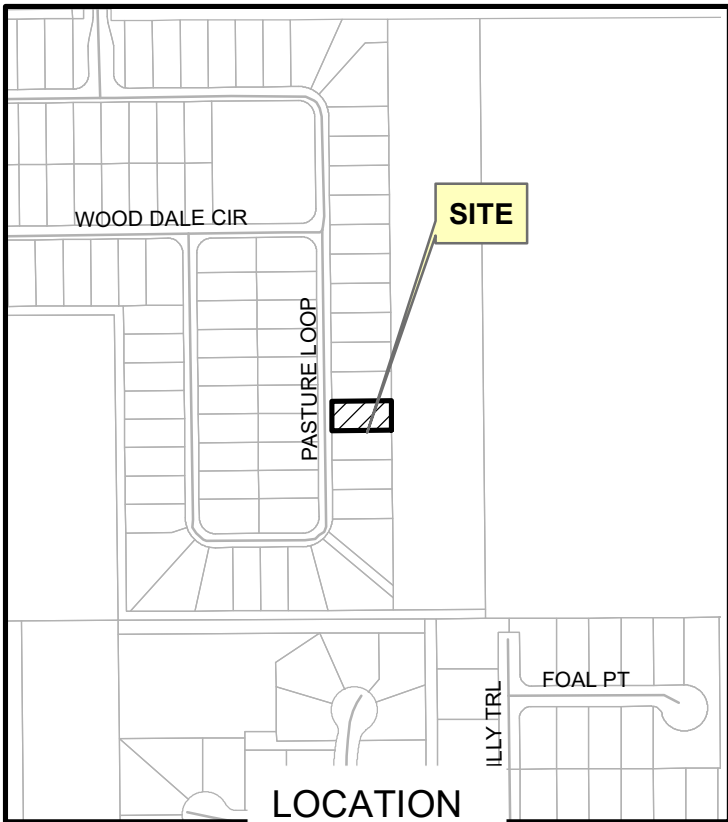 WOOD DALE CIR
SITE
PASTURE LOOP
FOAL PT
ILLY TRL
LOCATION